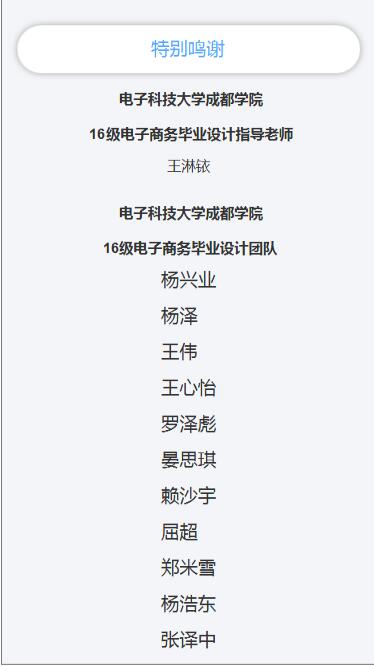 特别鸣谢
电子科技大学成都学院
16级电子商务毕业设计指导老师
王淋铱
电子科技大学成都学院
16级电子商务毕业设计团队
杨兴业
杨泽
王伟
王心怡
罗泽彪
晏思琪
赖沙宇
屈超
郑米雪
杨浩东
张译中